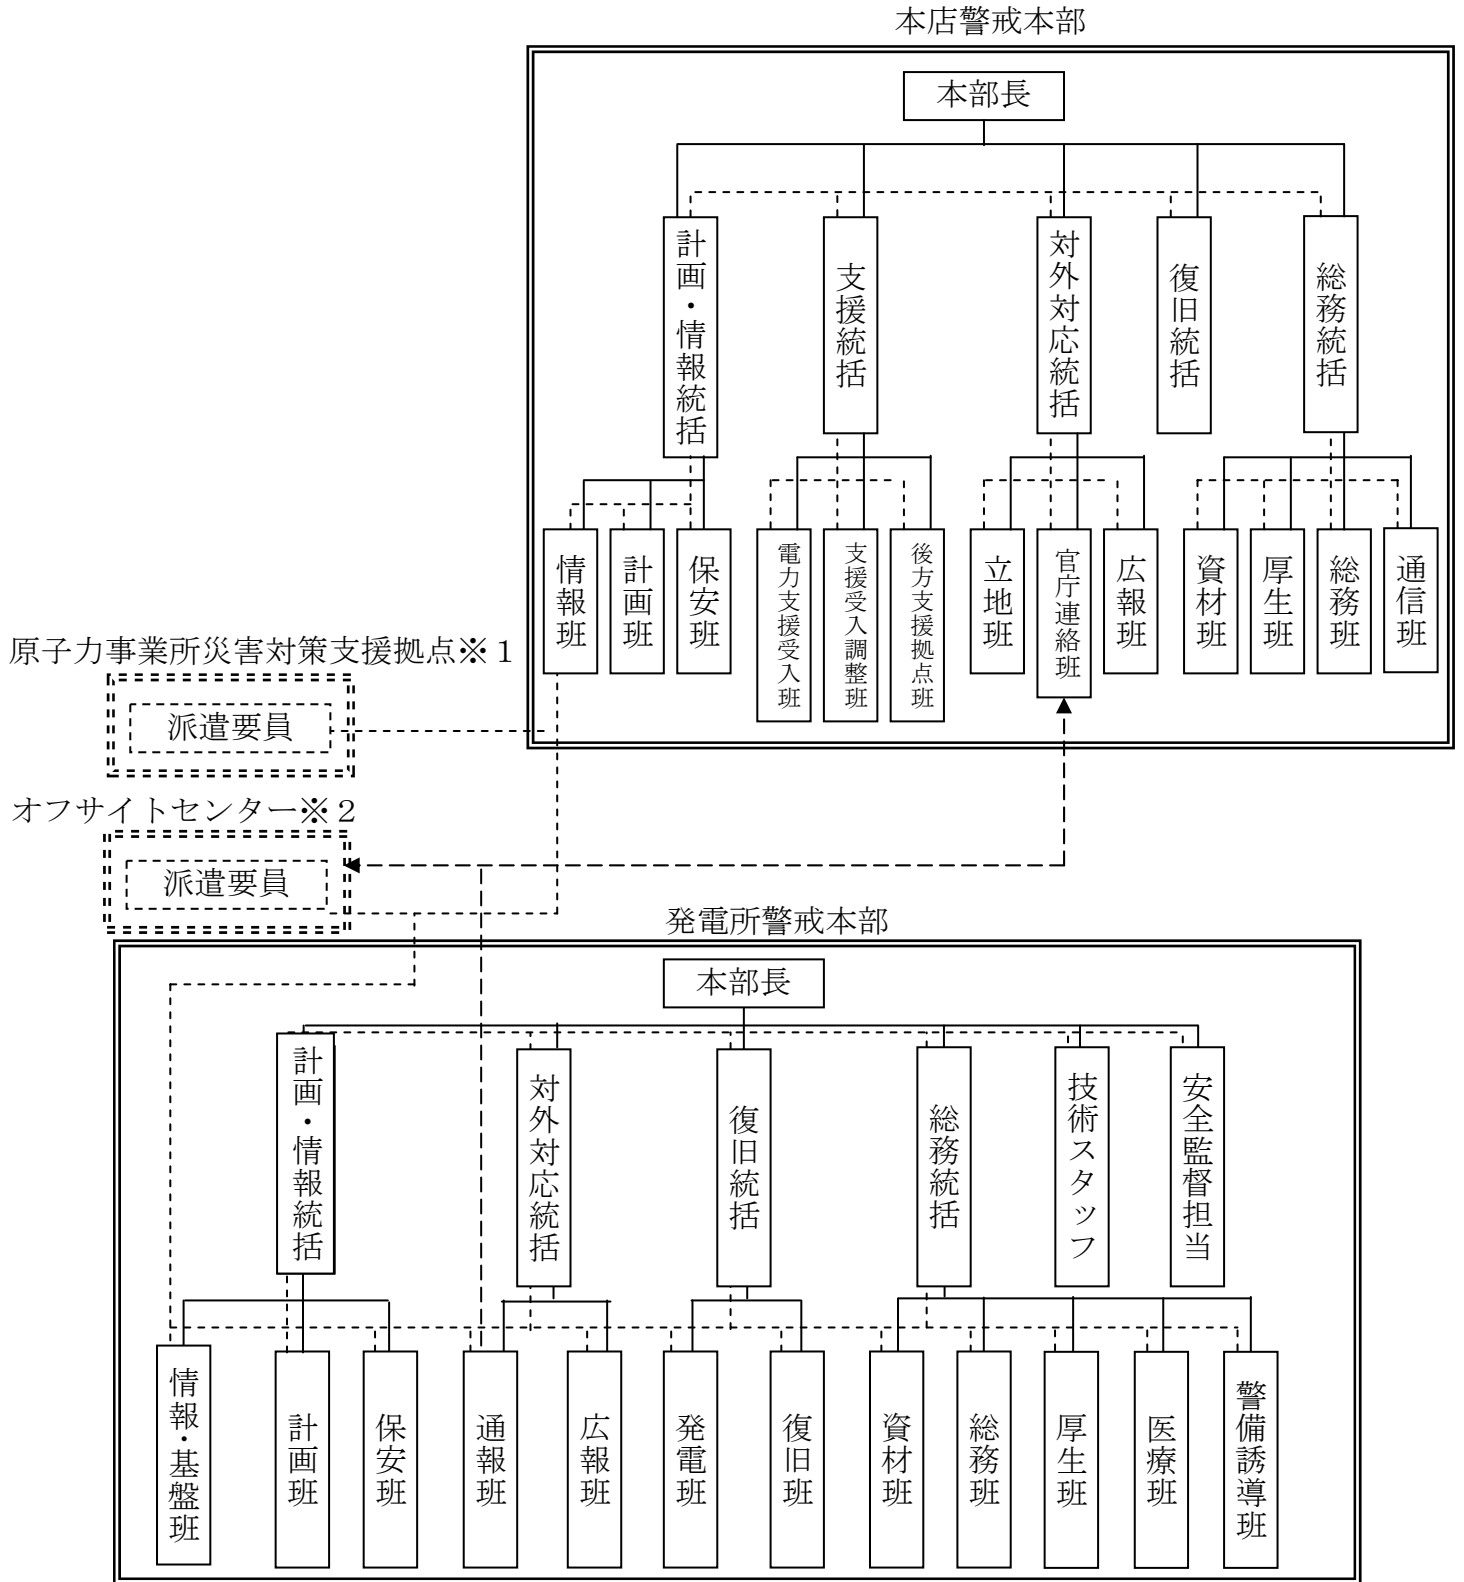 本店警戒本部
本部長
計画・情報統括
支援統括
対外対応統括
復旧統括
総務統括
情報班
計画班
保安班
電力支援受入班
支援受入調整班
後方支援拠点班
立地班
官庁連絡班
広報班
資材班
厚生班
総務班
通信班
原子力事業所災害対策支援拠点※１
派遣要員
オフサイトセンター※２
派遣要員
発電所警戒本部
本部長
計画・情報統括
対外対応統括
復旧統括
総務統括
技術スタッフ
安全監督担当
情報・基盤班
計画班
保安班
通報班
広報班
発電班
復旧班
資材班
総務班
厚生班
医療班
警備誘導班